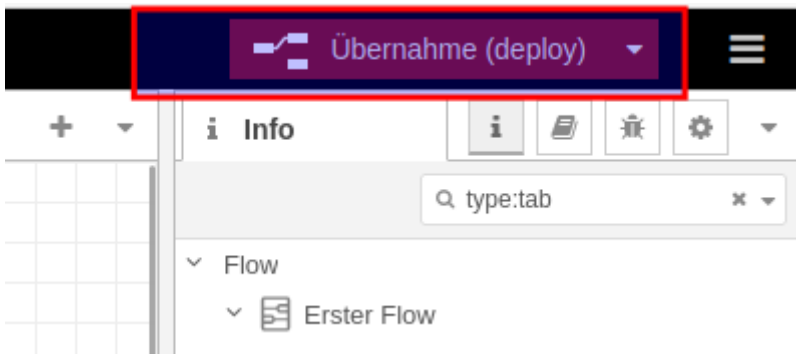 Übernahme (deploy)
Info
type:tab
Flow
Erster Flow